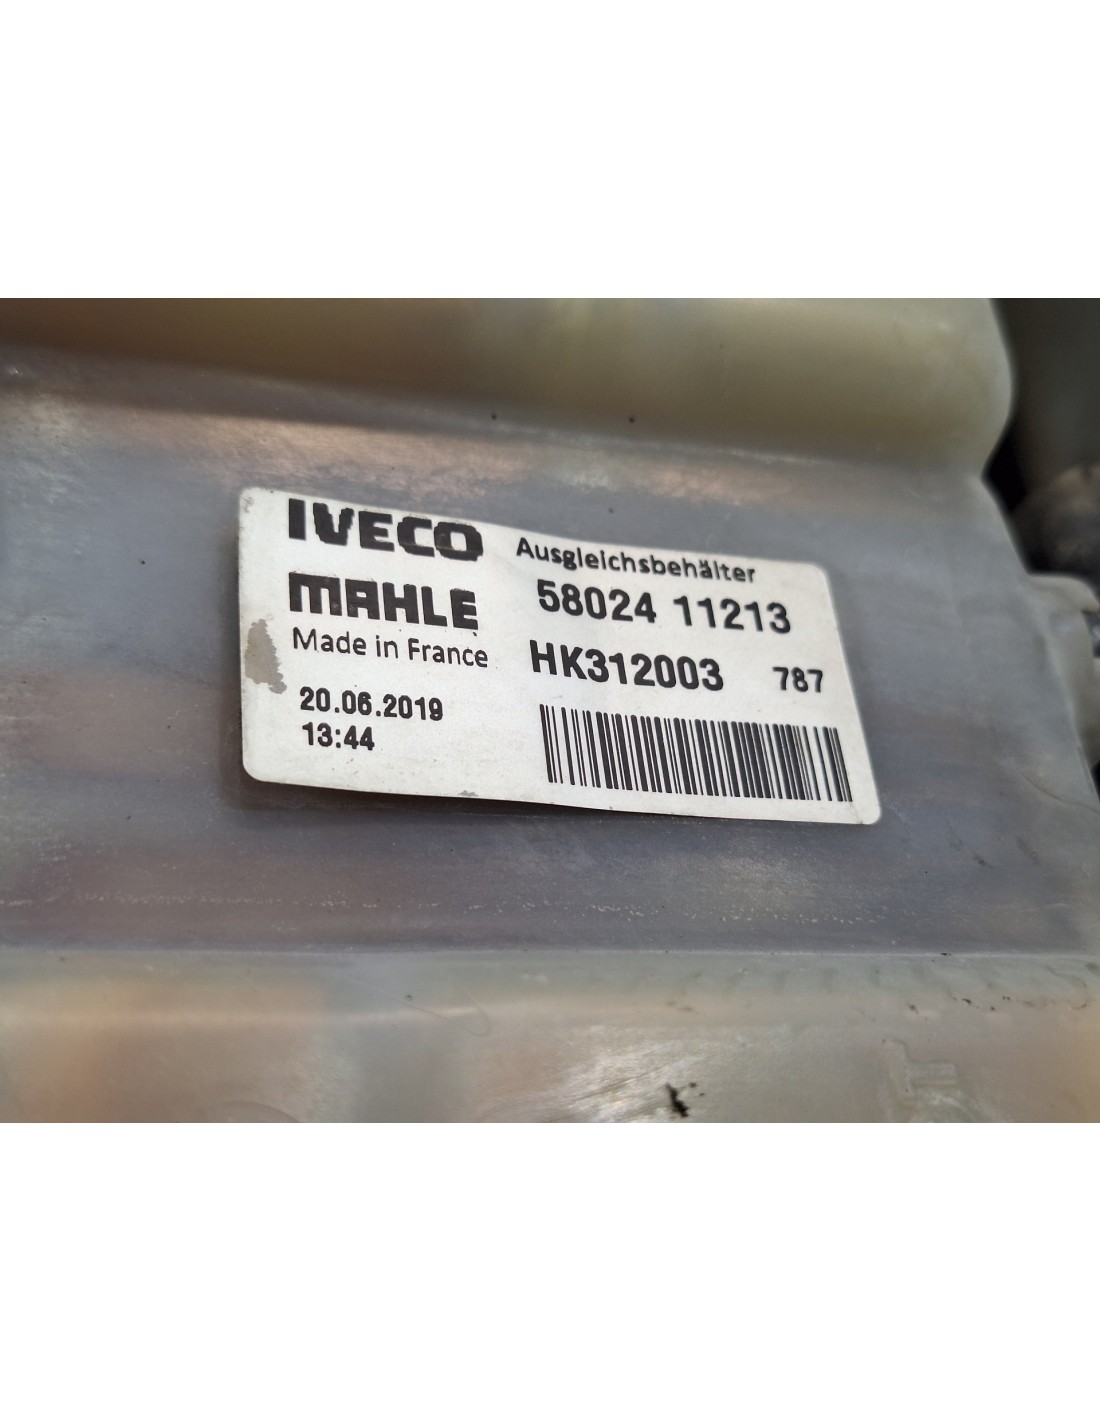 IVECO
MAHLE
Made in France
20.06.2019
13:44
Ausgleichsbehälter
58024 11213
HK312003 787